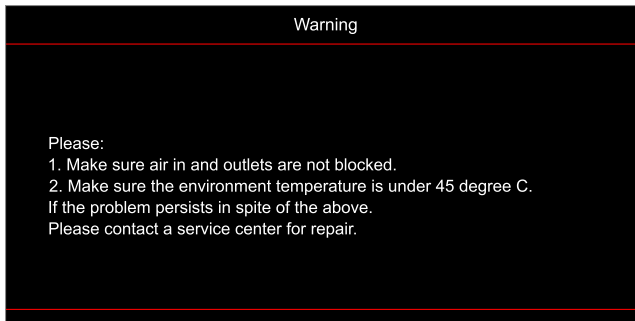 Warning
Please:
1. Make sure air in and outlets are not blocked.
2. Make sure the environment temperature is under 45 degree C.
If the problem persists in spite of the above.
Please contact a service center for repair.